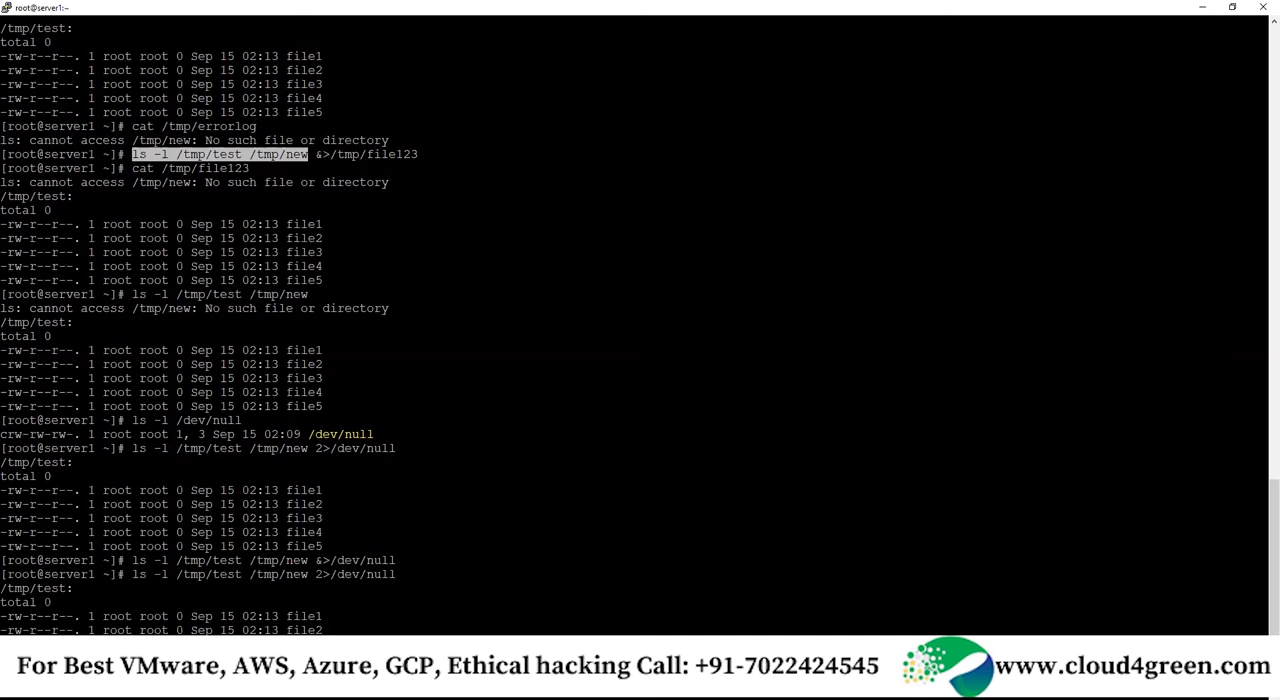 root@server1:~
/tmp/test:
total 0
-rw-r--r--. 1 root root 0 Sep 15 02:13 file1
-rw-r--r--. 1 root root 0 Sep 15 02:13 file2
-rw-r--r--. 1 root root 0 Sep 15 02:13 file3
-rw-r--r--. 1 root root 0 Sep 15 02:13 file4
-rw-r--r--. 1 root root 0 Sep 15 02:13 file5
[root@server1 ~]# cat /tmp/errorlog
ls: cannot access /tmp/new: No such file or directory
[root@server1 ~]# ls -l /tmp/test /tmp/new &>/tmp/file123
[root@server1 ~]# cat /tmp/file123
ls: cannot access /tmp/new: No such file or directory
/tmp/test:
total 0
-rw-r--r--. 1 root root 0 Sep 15 02:13 file1
-rw-r--r--. 1 root root 0 Sep 15 02:13 file2
-rw-r--r--. 1 root root 0 Sep 15 02:13 file3
-rw-r--r--. 1 root root 0 Sep 15 02:13 file4
-rw-r--r--. 1 root root 0 Sep 15 02:13 file5
[root@server1 ~]# ls -l /tmp/test /tmp/new
ls: cannot access /tmp/new: No such file or directory
/tmp/test:
total 0
-rw-r--r--. 1 root root 0 Sep 15 02:13 file1
-rw-r--r--. 1 root root 0 Sep 15 02:13 file2
-rw-r--r--. 1 root root 0 Sep 15 02:13 file3
-rw-r--r--. 1 root root 0 Sep 15 02:13 file4
-rw-r--r--. 1 root root 0 Sep 15 02:13 file5
[root@server1 ~]# ls -l /dev/null
crw-rw-rw-. 1 root root 1, 3 Sep 15 02:09 /dev/null
[root@server1 ~]# ls -l /tmp/test /tmp/new 2>/dev/null
/tmp/test:
total 0
-rw-r--r--. 1 root root 0 Sep 15 02:13 file1
-rw-r--r--. 1 root root 0 Sep 15 02:13 file2
-rw-r--r--. 1 root root 0 Sep 15 02:13 file3
-rw-r--r--. 1 root root 0 Sep 15 02:13 file4
-rw-r--r--. 1 root root 0 Sep 15 02:13 file5
[root@server1 ~]# ls -l /tmp/test /tmp/new &>/dev/null
[root@server1 ~]# ls -l /tmp/test /tmp/new 2>/dev/null
/tmp/test:
total 0
-rw-r--r--. 1 root root 0 Sep 15 02:13 file1
-rw-r--r--. 1 root root 0 Sep 15 02:13 file2
For Best VMware, AWS, Azure, GCP, Ethical hacking Call: +91-7022424545 www.cloud4green.com